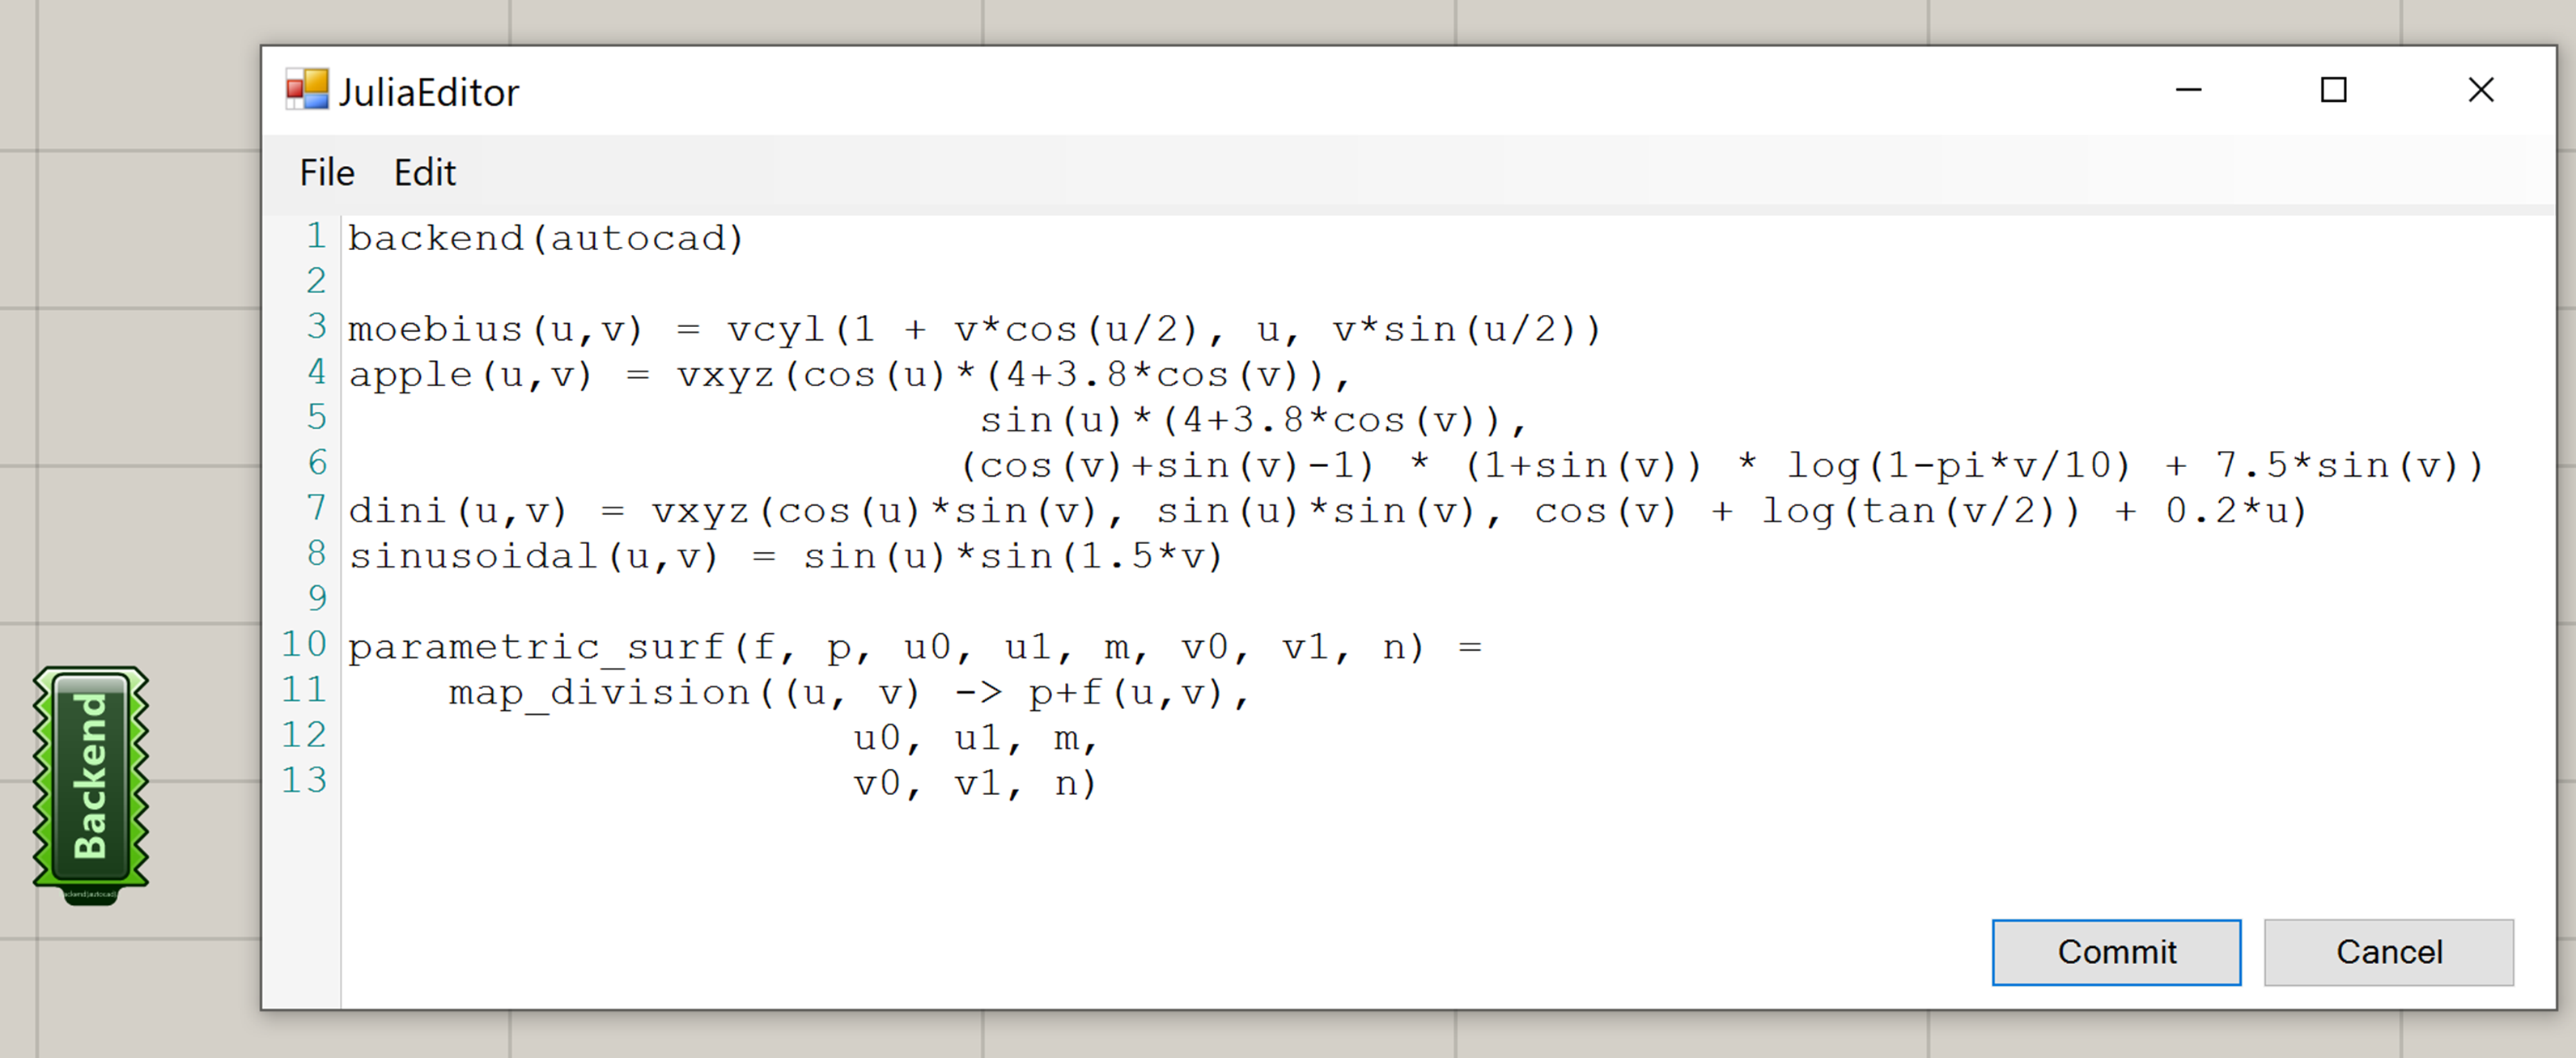 JuliaEditor
File Edit
1 backend(autocad)
2
3 moebius(u,v) = vcyl(1 + v*cos(u/2), u, v*sin(u/2))
4 apple(u,v) = vxyz(cos(u)*(4+3.8*cos(v)),
5 sin(u)*(4+3.8*cos(v)),
6 (cos(v)+sin(v)-1) * (1+sin(v)) * log(1-pi*v/10) + 7.5*sin(v))
7 dini(u,v) = vxyz(cos(u)*sin(v), sin(u)*sin(v), cos(v) + log(tan(v/2)) + 0.2*u)
8 sinusoidal(u,v) = sin(u)*sin(1.5*v)
9
10 parametric_surf(f, p, u0, u1, m, v0, v1, n) =
11 map_division((u, v) -> p+f(u,v),
12 u0, u1, m,
13 v0, v1, n)
Backend
Commit Cancel